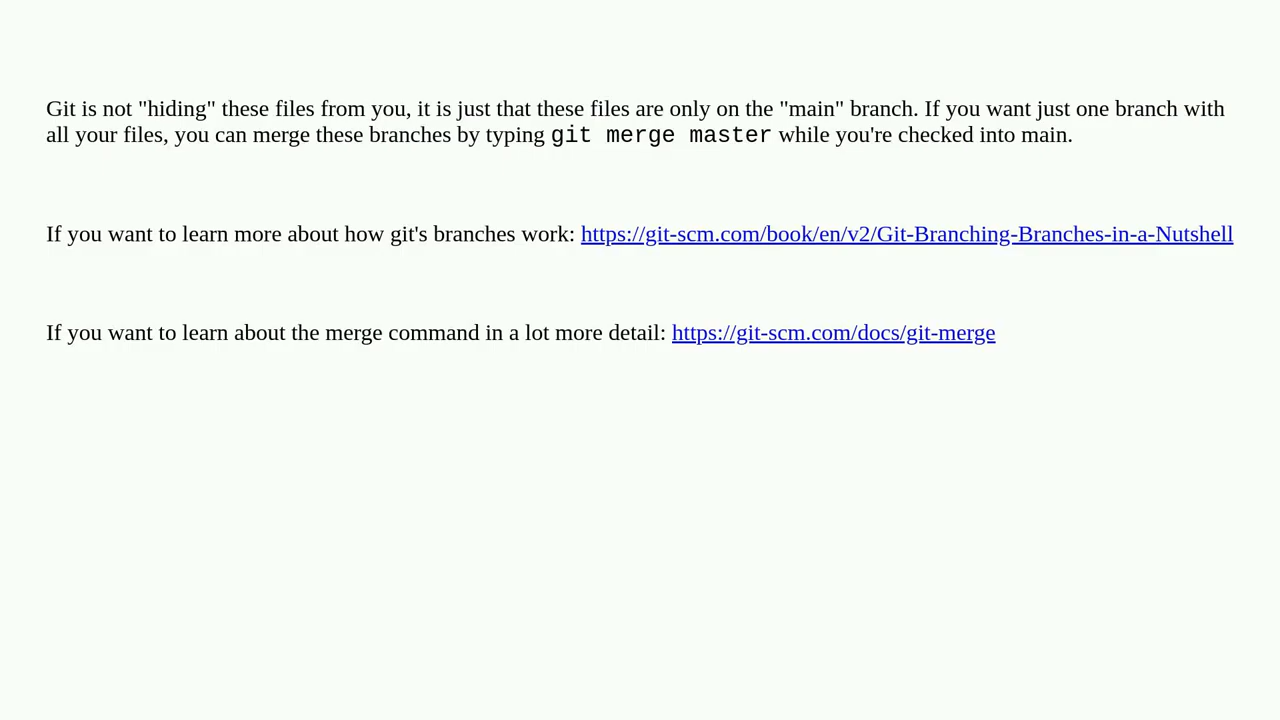 Git is not "hiding" these files from you, it is just that these files are only on the "main" branch. If you want just one branch with
all your files, you can merge these branches by typing git merge master while you're checked into main.
If you want to learn more about how git's branches work: https://git-scm.com/book/en/v2/Git-Branching-Branches-in-a-Nutshell
If you want to learn about the merge command in a lot more detail: https://git-scm.com/docs/git-merge